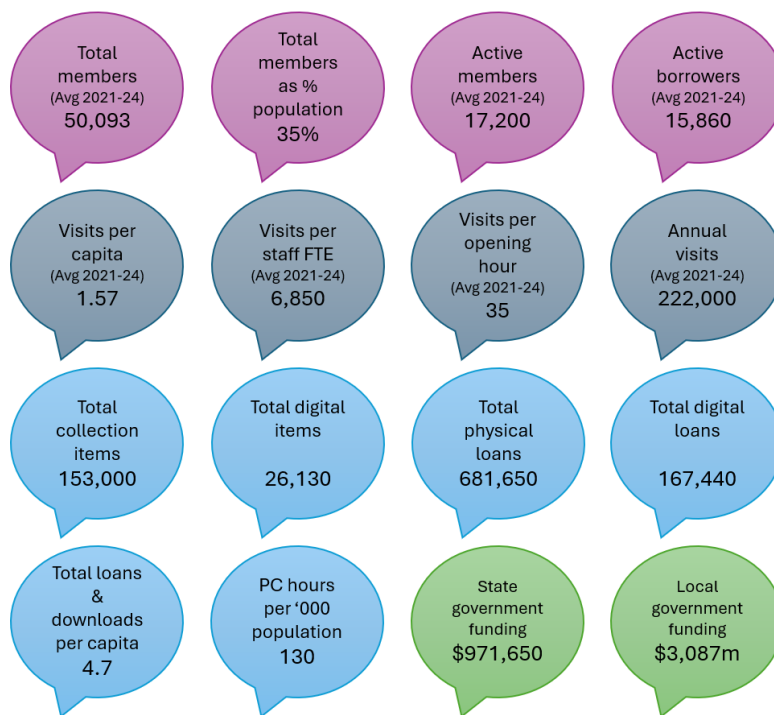 Total
members
(Avg 2021-24)
50,093
Total
members
as %
population
35%
Active
members
(Avg 2021-24)
17,200
Active
borrowers
(Avg 2021-24)
15,860
Visits per
capita
(Avg 2021-24)
1.57
Visits per
staff FTE
(Avg 2021-24)
6,850
Visits per
opening
hour
(Avg 2021-24)
35
Annual
visits
(Avg 2021-24)
222,000
Total
collection
items
153,000
Total digital
items
26,130
Total
physical
loans
681,650
Total digital
loans
167,440
Total loans
&
downloads
per capita
4.7
PC hours
per ‘000
population
130
State
government
funding
$971,650
Local
government
funding
$3,087m